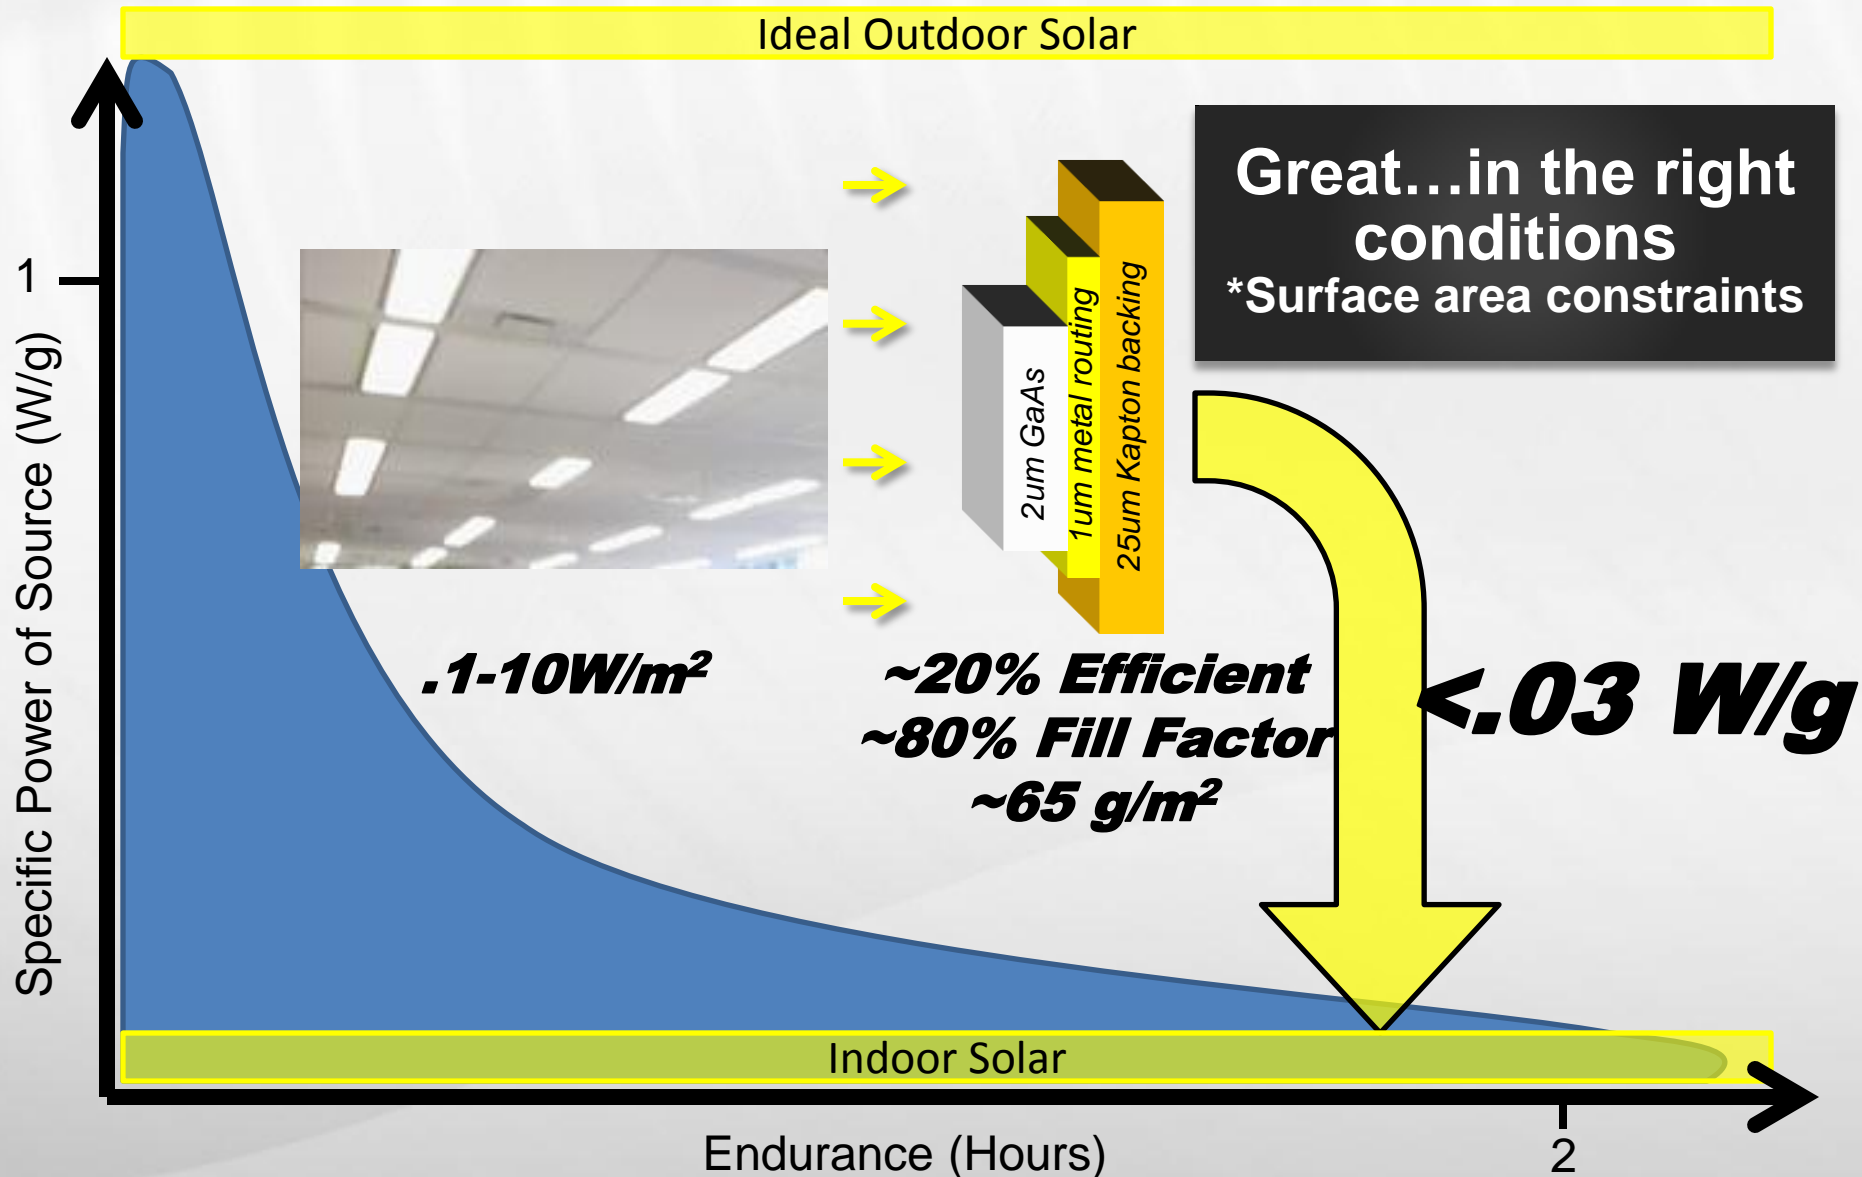 Ideal Outdoor Solar
Great…in the right
conditions
*Surface area constraints
1
Specific Power of Source (W/g)
2um GaAs
1um metal routing
25um Kapton backing
.1-10W/m²
~20% Efficient
~80% Fill Factor
~65 g/m²
<.03 W/g
Indoor Solar
Endurance (Hours)
2